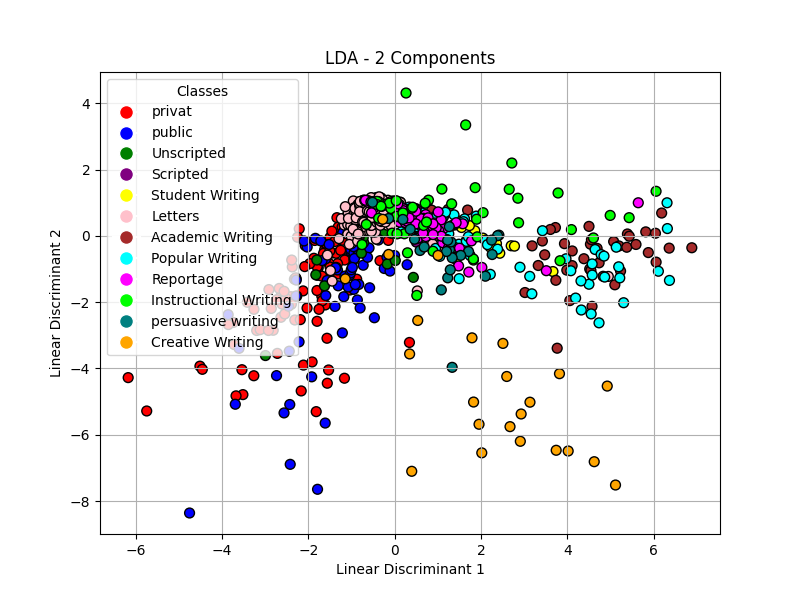 LDA - 2 Components
Classes
privat
public
Unscripted
Scripted
Student Writing
Letters
Academic Writing
Popular Writing
Reportage
Instructional Writing
persuasive writing
Creative Writing
4
2
0
−2
−4
−6
−8
Linear Discriminant 2
−6 −4 −2 0 2 4 6
Linear Discriminant 1